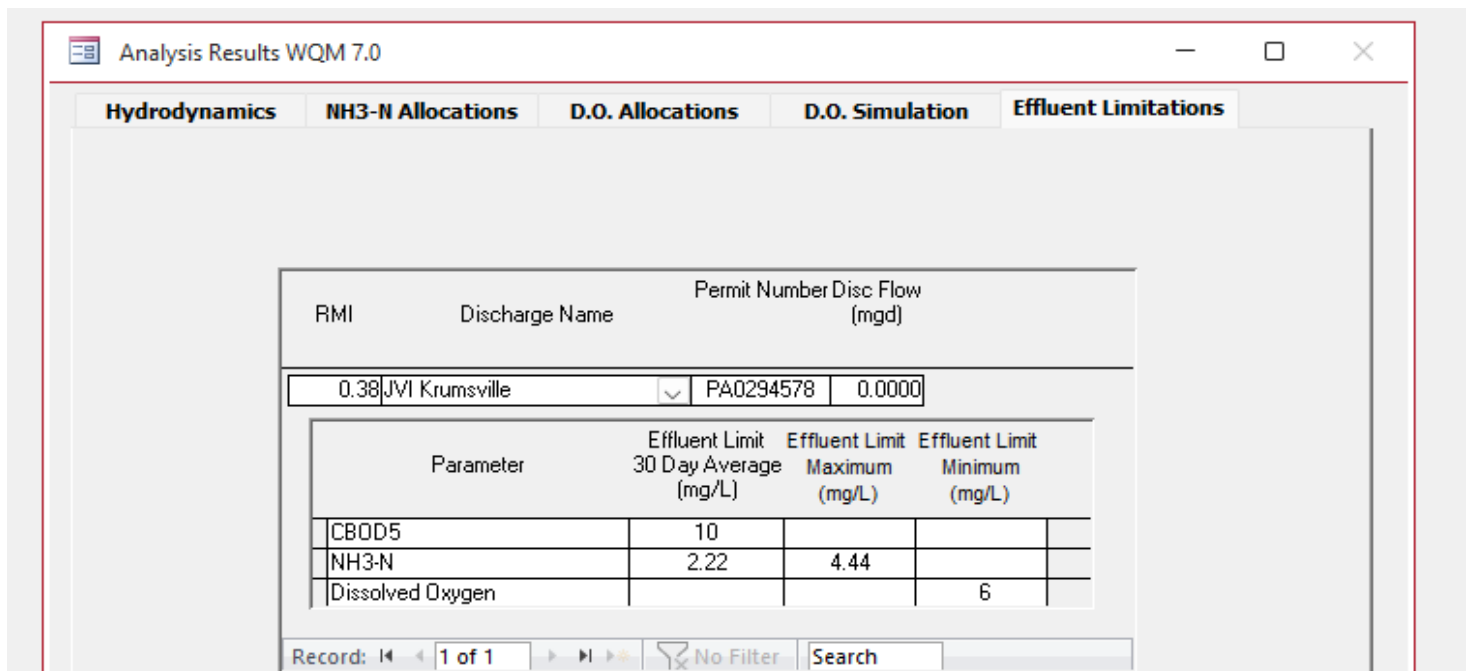 Analysis Results WQM 7.0
Hydrodynamics NH3-N Allocations D.O. Allocations D.O. Simulation Effluent Limitations
RMI Discharge Name Permit Number Disc Flow (mgd)
0.38 JVI Krumsville PA0294578 0.0000
Parameter Effluent Limit 30 Day Average (mg/L) Effluent Limit Maximum (mg/L) Effluent Limit Minimum (mg/L)
CBOD5 10
NH3-N 2.22 4.44
Dissolved Oxygen 6
Record: 1 of 1 No Filter Search